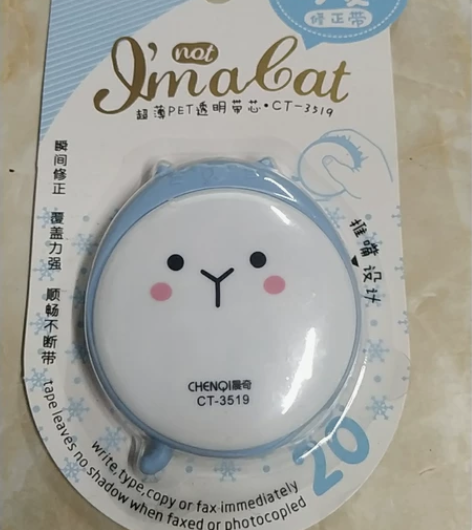 修正带
I'm not a Cat
超薄PET透明带芯·CT-3519
瞬间修正
覆盖力强
顺畅不断带
推嘴设计
CHENQI晨奇
CT-3519
20
tape leaves no shadow when faxed or photocopied
write,type,copy or fax immediately